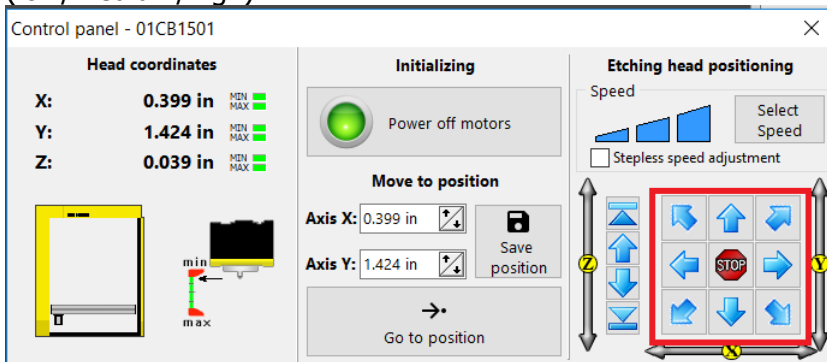 Control panel - 01CB1501
Head coordinates
X: 0.399 in MIN MAX
Y: 1.424 in MIN MAX
Z: 0.039 in MIN MAX
min
max
Initializing
Power off motors
Move to position
Axis X: 0.399 in
Axis Y: 1.424 in
Save
position
Go to position
Etching head positioning
Speed
Select
Speed
Stepless speed adjustment
Z
STOP
Y
X